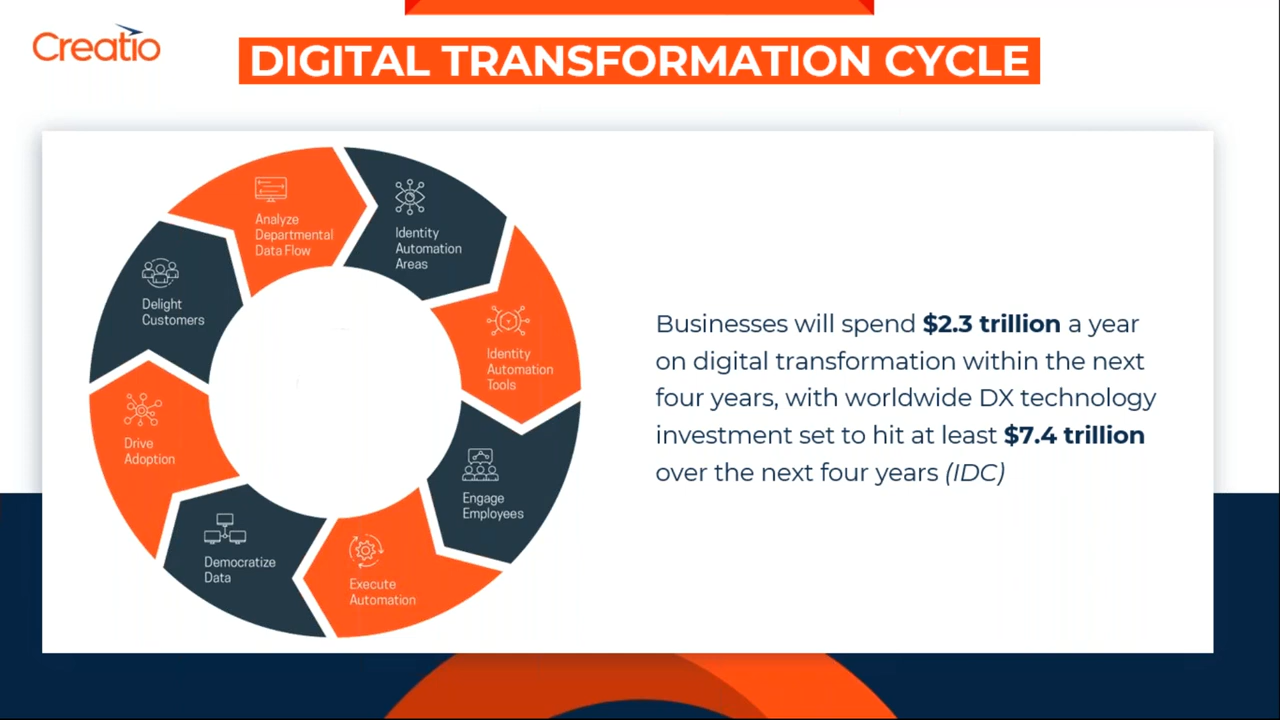 Creatio
DIGITAL TRANSFORMATION CYCLE
Analyze
Departmental
Data Flow
Identity
Automation
Areas
Identity
Automation
Tools
Engage
Employees
Execute
Automation
Democratize
Data
Drive
Adoption
Delight
Customers
Businesses will spend $2.3 trillion a year
on digital transformation within the next
four years, with worldwide DX technology
investment set to hit at least $7.4 trillion
over the next four years (IDC)